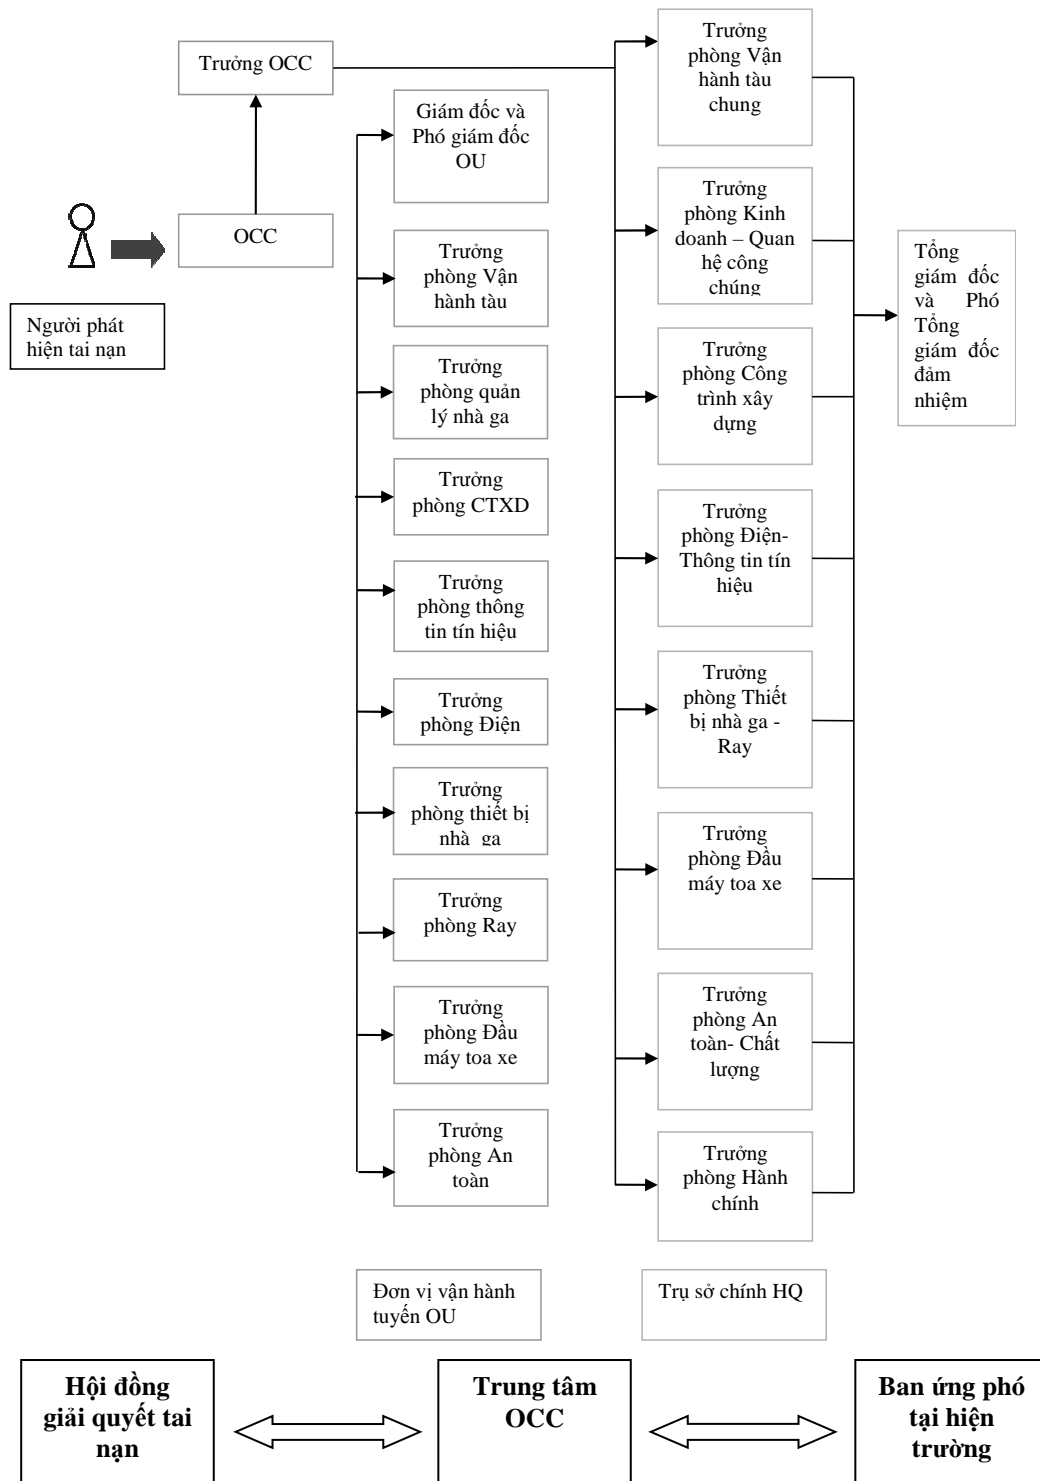 Trưởng OCC
OCC
Người phát
hiện tai nạn
Giám đốc và
Phó giám đốc
OU
Trưởng
phòng Vận
hành tàu
Trưởng
phòng quản
lý nhà ga
Trưởng
phòng CTXD
Trưởng
phòng thông
tin tín hiệu
Trưởng
phòng Điện
Trưởng
phòng thiết bị
nhà ga
Trưởng
phòng Ray
Trưởng
phòng Đầu
máy toa xe
Trưởng
phòng An
toàn
Trưởng
phòng Vận
hành tàu
chung
Trưởng
phòng Kinh
doanh – Quan
hệ công
chúng
Trưởng
phòng Công
trình xây
dựng
Trưởng
phòng Điện-
Thông tin tín
hiệu
Trưởng
phòng Thiết
bị nhà ga -
Ray
Trưởng
phòng Đầu
máy toa xe
Trưởng
phòng An
toàn- Chất
lượng
Trưởng
phòng Hành
chính
Tổng
giám đốc
và Phó
Tổng
giám đốc
đảm
nhiệm
Đơn vị vận hành
tuyến OU
Trụ sở chính HQ
Hội đồng
giải quyết tai
nạn
Trung tâm
OCC
Ban ứng phó
tại hiện
trường